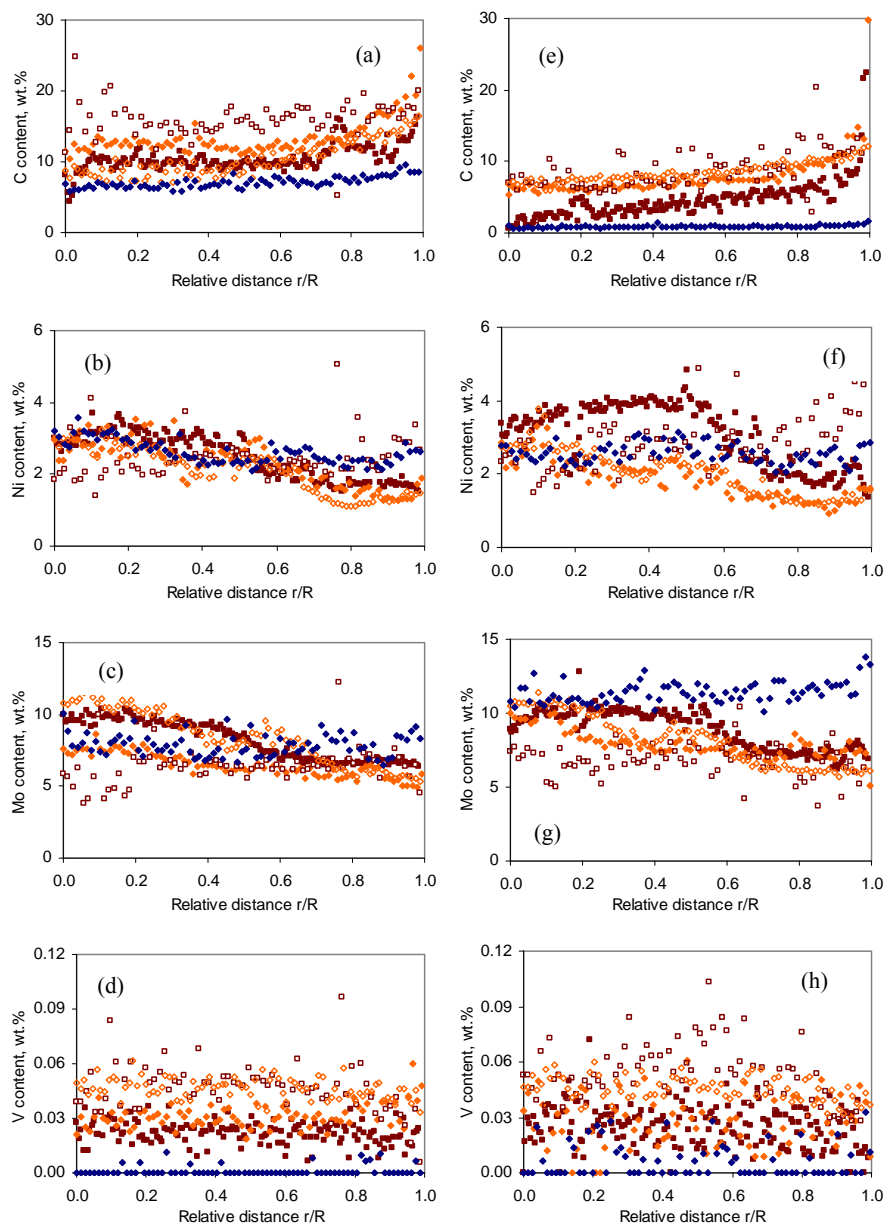 30
20
10
0
C content, wt.%
(a)
0.0 0.2 0.4 0.6 0.8 1.0
Relative distance r/R
30
20
10
0
C content, wt.%
(e)
0.0 0.2 0.4 0.6 0.8 1.0
Relative distance r/R
6
4
2
0
Ni content, wt.%
(b)
0.0 0.2 0.4 0.6 0.8 1.0
Relative distance r/R
6
4
2
0
Ni content, wt.%
(f)
0.0 0.2 0.4 0.6 0.8 1.0
Relative distance r/R
15
10
5
0
Mo content, wt.%
(c)
0.0 0.2 0.4 0.6 0.8 1.0
Relative distance r/R
15
10
5
0
Mo content, wt.%
(g)
0.0 0.2 0.4 0.6 0.8 1.0
Relative distance r/R
0.12
0.09
0.06
0.03
0.00
V content, wt.%
(d)
0.0 0.2 0.4 0.6 0.8 1.0
Relative distance r/R
0.12
0.09
0.06
0.03
0.00
V content, wt.%
(h)
0.0 0.2 0.4 0.6 0.8 1.0
Relative distance r/R